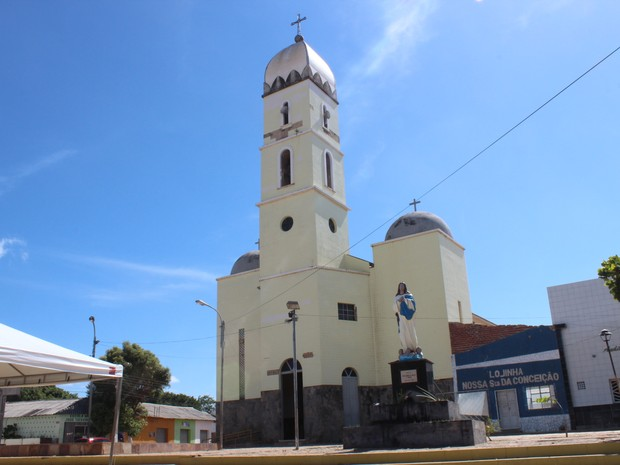 LOJINHA
NOSSA Srª DA CONCEIÇÃO